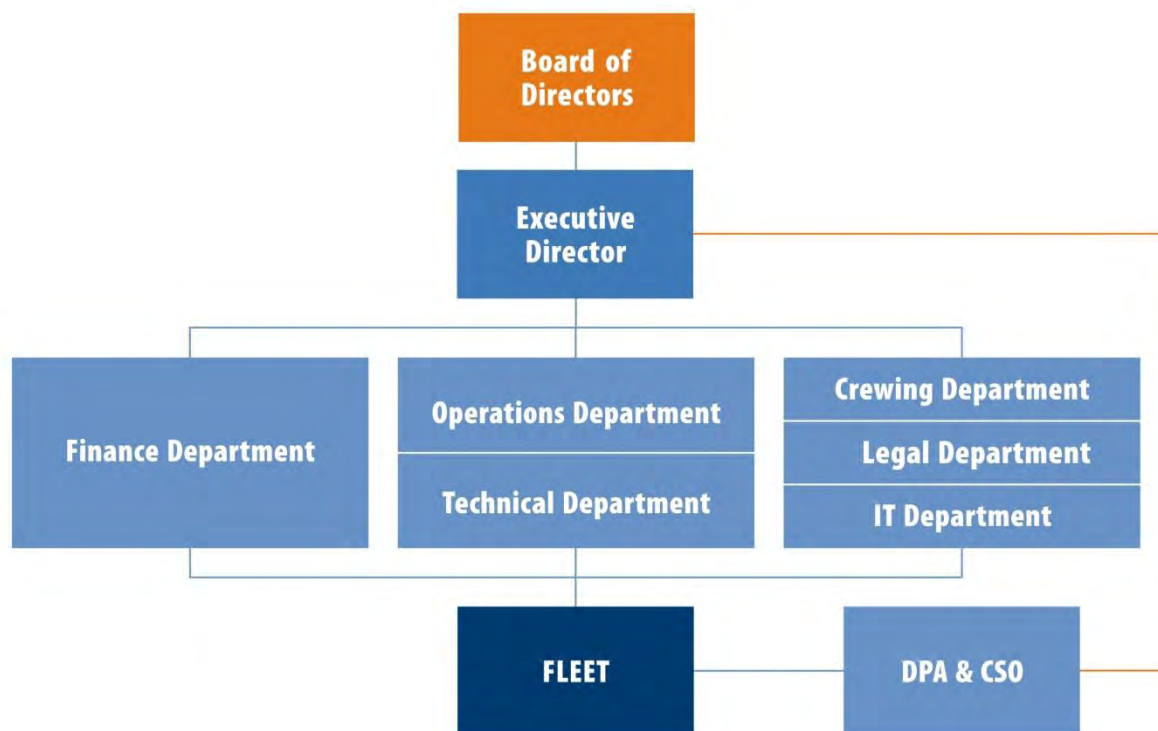 Board of
Directors
Executive
Director
Finance Department
Operations Department
Technical Department
Crewing Department
Legal Department
IT Department
FLEET
DPA & CSO